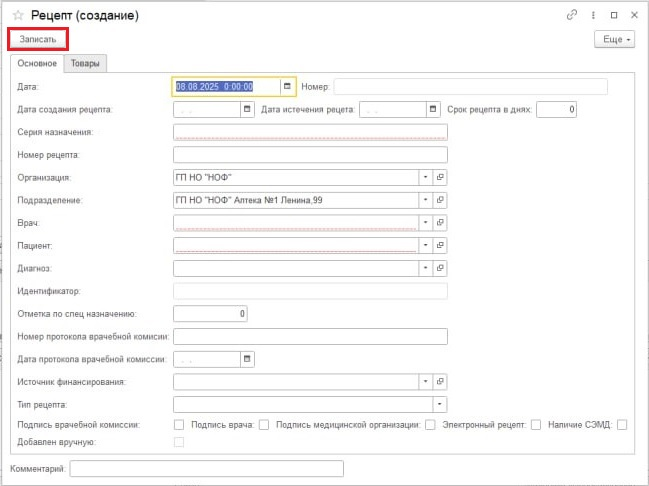 Рецепт (создание)
Записать
Еще
Основное Товары
Дата: 08.08.2025 0:00:00 Номер:
Дата создания рецепта: . . Дата истечения рецета: . . Срок рецепта в днях: 0
Серия назначения:
Номер рецепта:
Организация: ГП НО "НОФ"
Подразделение: ГП НО "НОФ" Аптека №1 Ленина,99
Врач:
Пациент:
Диагноз:
Идентификатор:
Отметка по спец назначению: 0
Номер протокола врачебной комисии:
Дата протокола врачебной комиссии: . .
Источник финансирования:
Тип рецепта:
Подпись врачебной комиссии: Подпись врача: Подпись медицинской организации: Электронный рецепт: Наличие СЭМД:
Добавлен вручную:
Комментарий: